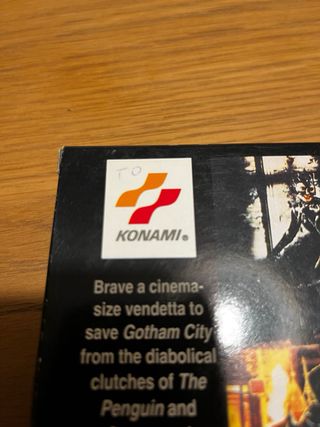 TO
KONAMI®
Brave a cinema-
size vendetta to
save Gotham City
from the diabolical
clutches of The
Penguin and